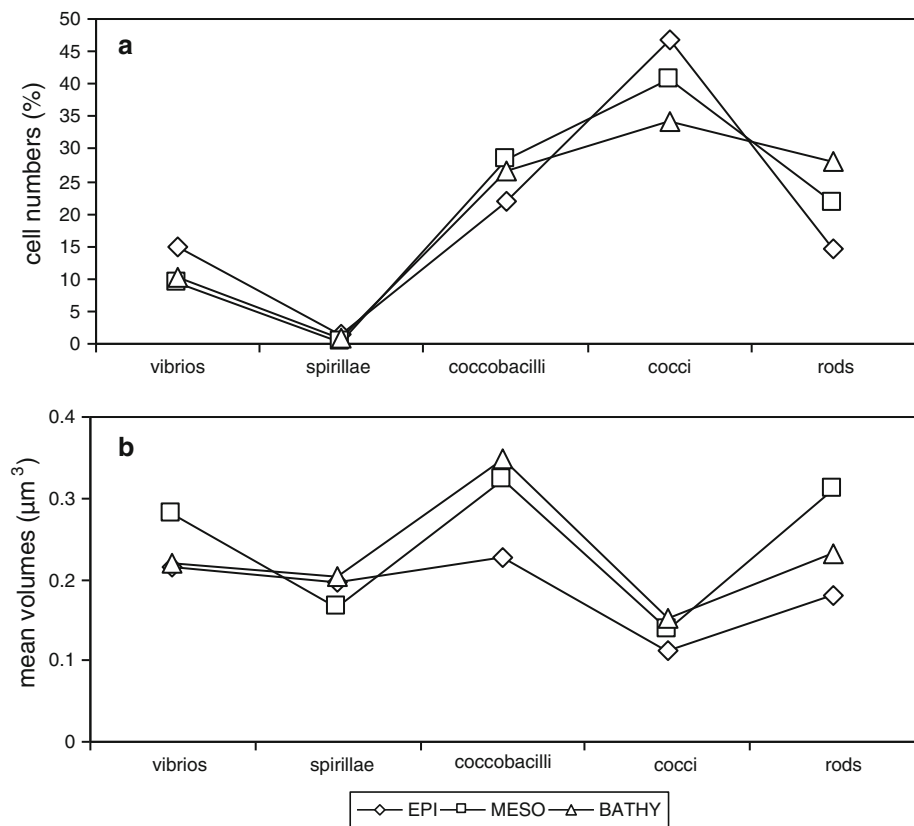 a
cell numbers (%)
50
45
40
35
30
25
20
15
10
5
0
vibrios spirillae coccobacilli cocci rods
b
mean volumes (µm³)
0.4
0.3
0.2
0.1
0
vibrios spirillae coccobacilli cocci rods
EPI MESO BATHY